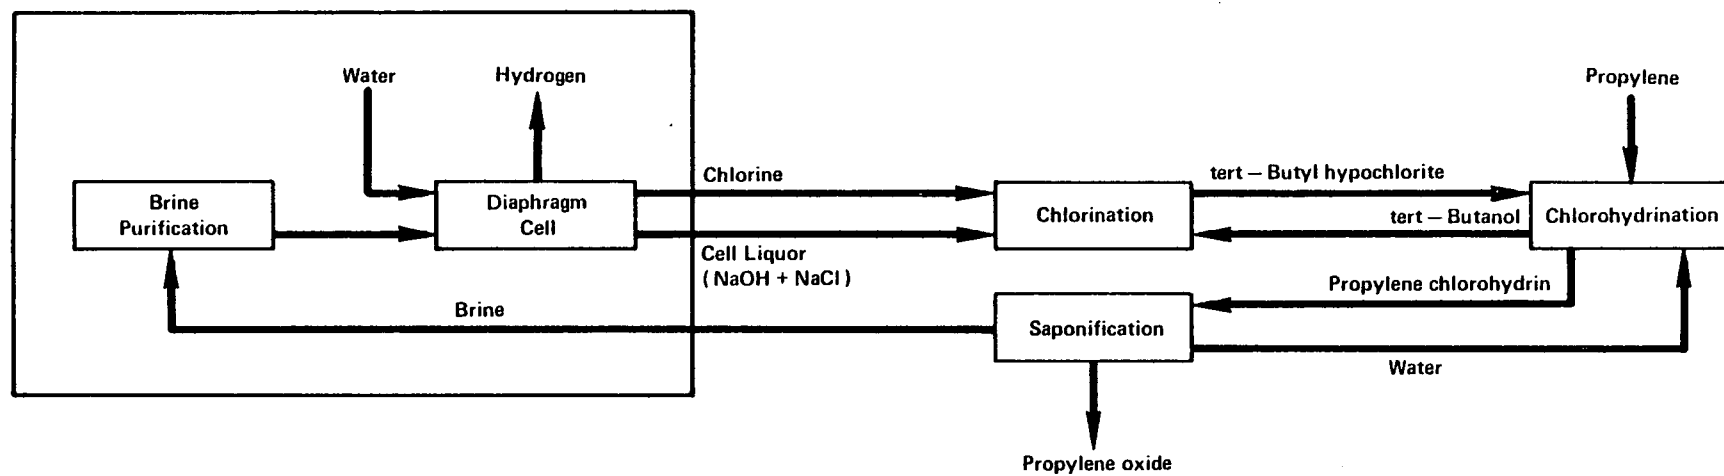 Water
Hydrogen
Propylene
Chlorine
tert – Butyl hypochlorite
Brine
Purification
Diaphragm
Cell
Chlorination
tert – Butanol
Chlorohydrination
Cell Liquor
(NaOH + NaCl)
Propylene chlorohydrin
Brine
Saponification
Water
Propylene oxide